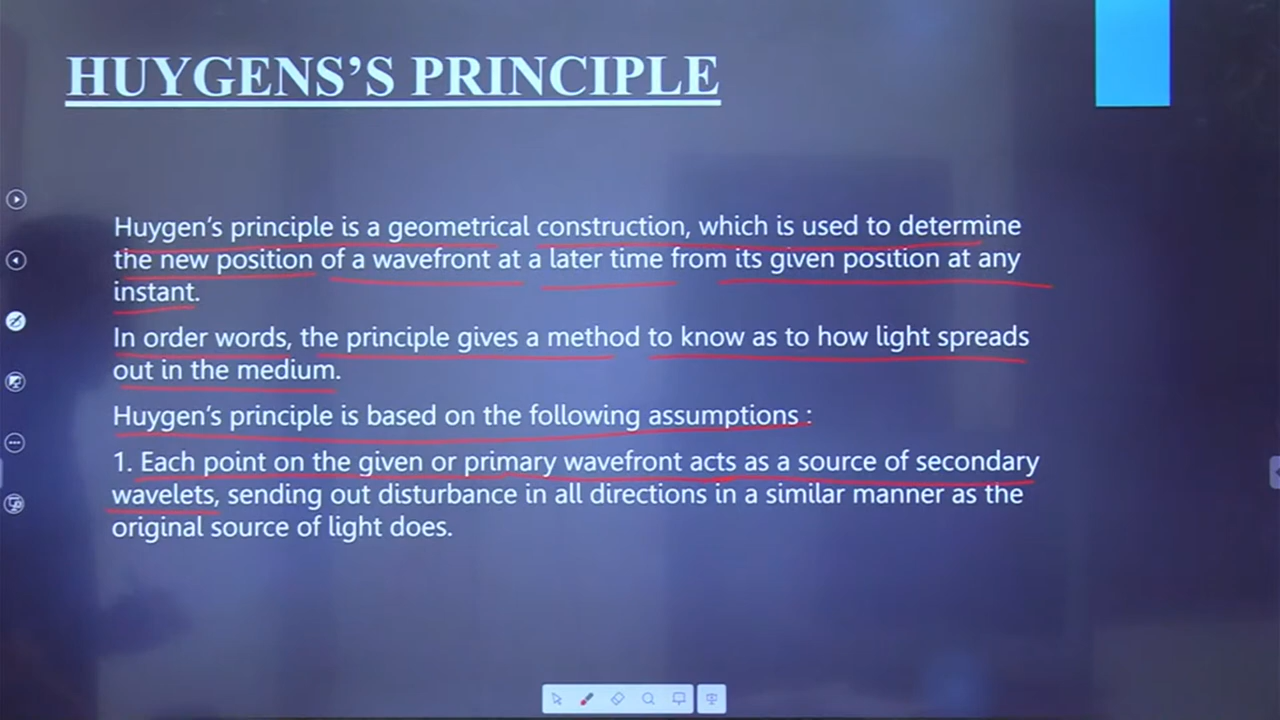 HUYGENS’S PRINCIPLE
Huygen’s principle is a geometrical construction, which is used to determine
the new position of a wavefront at a later time from its given position at any
instant.
In order words, the principle gives a method to know as to how light spreads
out in the medium.
Huygen’s principle is based on the following assumptions :
1. Each point on the given or primary wavefront acts as a source of secondary
wavelets, sending out disturbance in all directions in a similar manner as the
original source of light does.